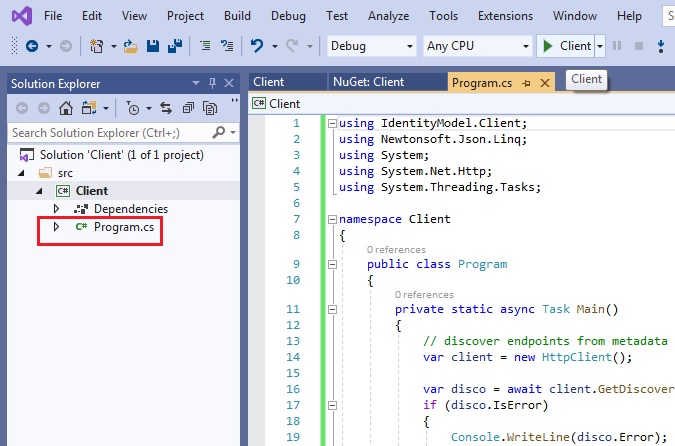 File Edit View Project Build Debug Test Analyze Tools Extensions Window Help
Debug Any CPU Client
Client
Solution Explorer
Search Solution Explorer (Ctrl+;)
Solution 'Client' (1 of 1 project)
src
C# Client
Dependencies
C# Program.cs
Client NuGet: Client Program.cs
C# Client
1 using IdentityModel.Client;
2 using Newtonsoft.Json.Linq;
3 using System;
4 using System.Net.Http;
5 using System.Threading.Tasks;
6
7 namespace Client
8 {
0 references
9 public class Program
10 {
0 references
11 private static async Task Main()
12 {
13 // discover endpoints from metadata
14 var client = new HttpClient();
15
16 var disco = await client.GetDiscover
17 if (disco.IsError)
18 {
19 Console.WriteLine(disco.Error);